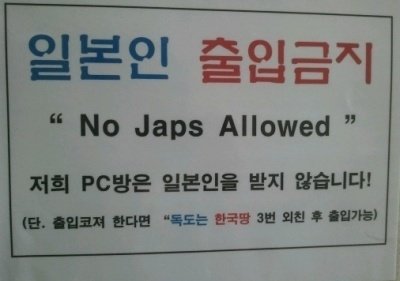 일본인 출입금지
“ No Japs Allowed ”
저희 PC방은 일본인을 받지 않습니다!
(단. 출입코져 한다면 “독도는 한국땅 3번 외친 후 출입가능)